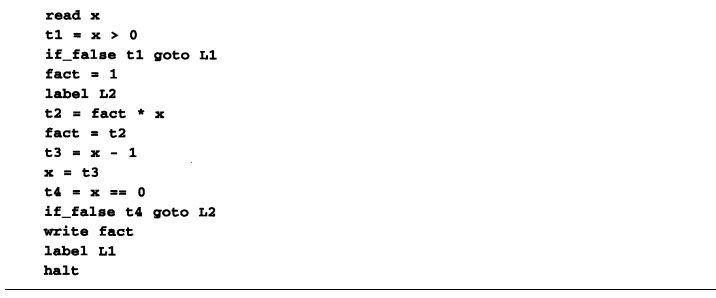 read x
t1 = x > 0
if_false t1 goto L1
fact = 1
label L2
t2 = fact * x
fact = t2
t3 = x - 1
x = t3
t4 = x == 0
if_false t4 goto L2
write fact
label L1
halt